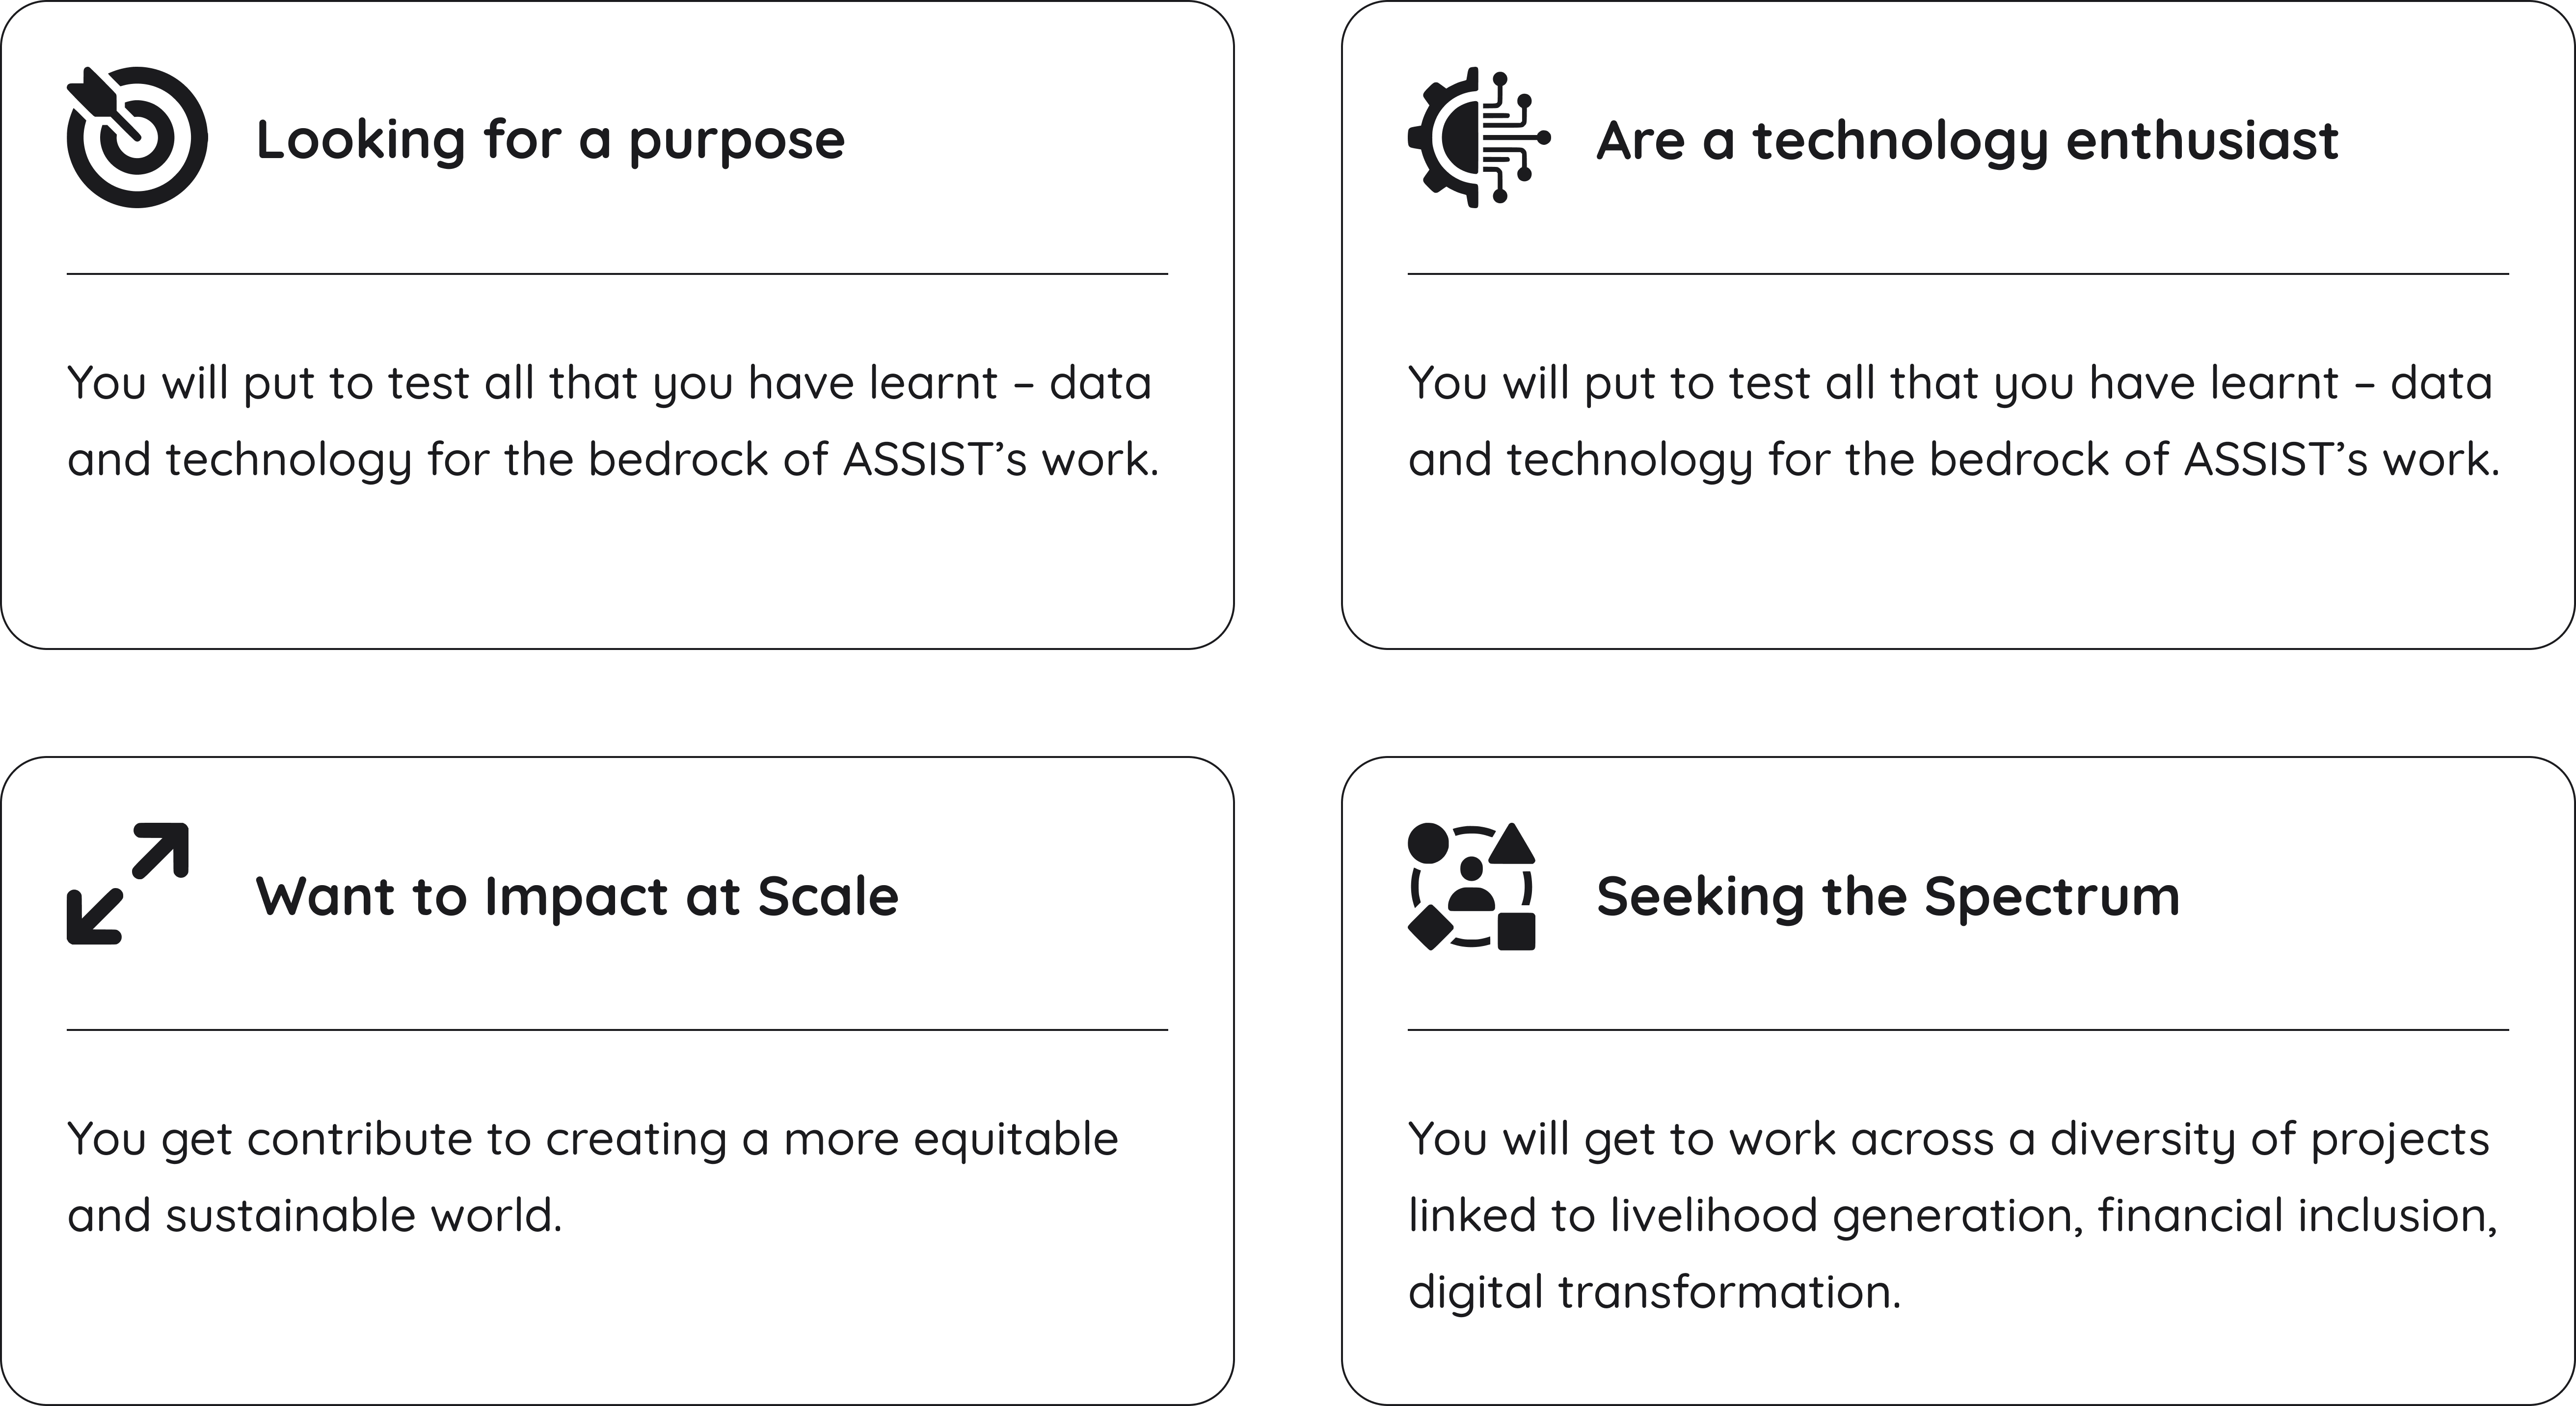 Looking for a purpose
You will put to test all that you have learnt – data
and technology for the bedrock of ASSIST’s work.
Are a technology enthusiast
You will put to test all that you have learnt – data
and technology for the bedrock of ASSIST’s work.
Want to Impact at Scale
You get contribute to creating a more equitable
and sustainable world.
Seeking the Spectrum
You will get to work across a diversity of projects
linked to livelihood generation, financial inclusion,
digital transformation.